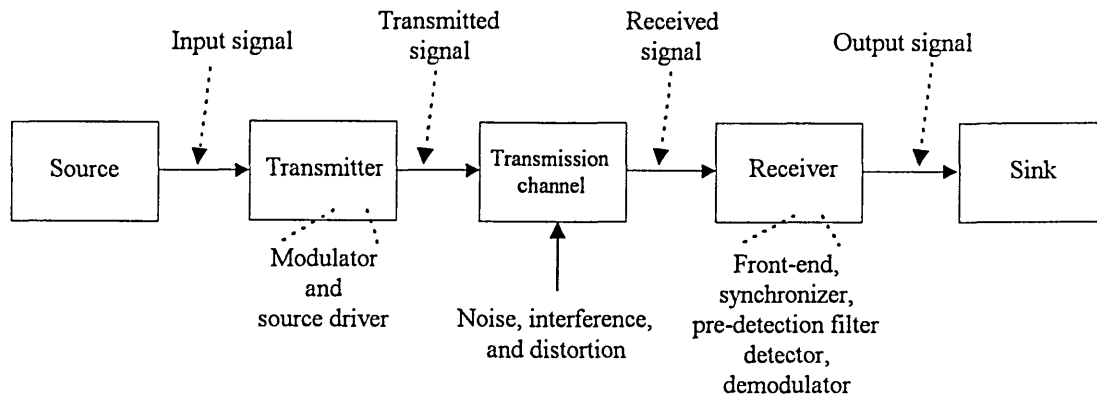 Input signal
Transmitted
signal
Received
signal
Output signal
Source
Transmitter
Transmission
channel
Receiver
Sink
Modulator
and
source driver
Noise, interference,
and distortion
Front-end,
synchronizer,
pre-detection filter
detector,
demodulator